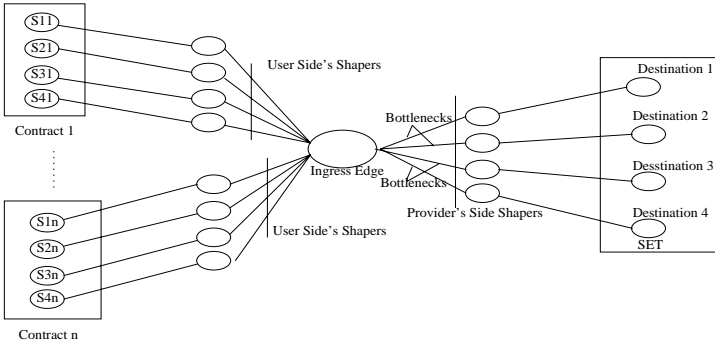 S11
S21
S31
S41
Contract 1
User Side's Shapers
S1n
S2n
S3n
S4n
Contract n
User Side's Shapers
Ingress Edge
Bottlenecks
Bottlenecks
Provider's Side Shapers
Destination 1
Destination 2
Desstination 3
Destination 4
SET